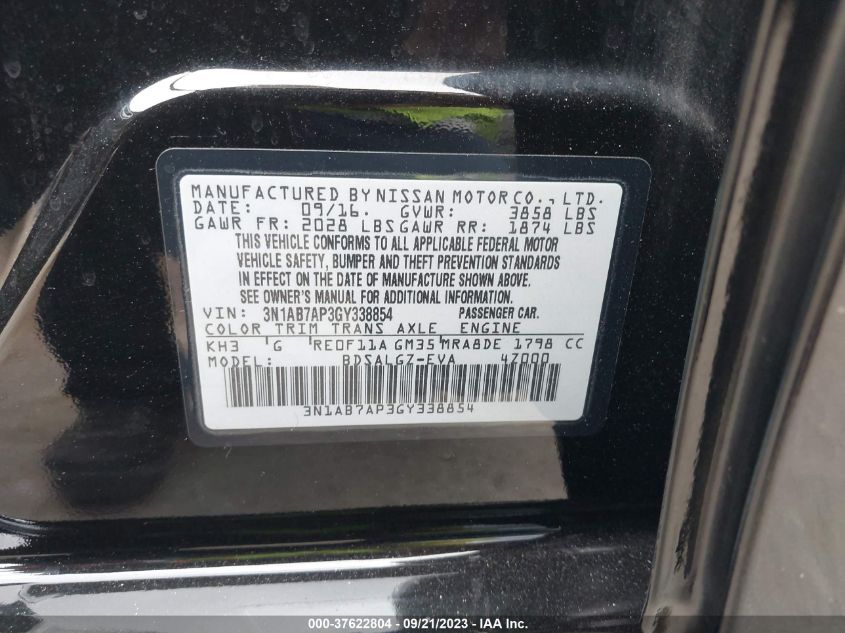 MANUFACTURED BY NISSAN MOTOR CO., LTD.
DATE: 09/16. GVWR: 3858 LBS
GAWR FR: 2028 LBS GAWR RR: 1874 LBS
THIS VEHICLE CONFORMS TO ALL APPLICABLE FEDERAL MOTOR
VEHICLE SAFETY, BUMPER AND THEFT PREVENTION STANDARDS
IN EFFECT ON THE DATE OF MANUFACTURE SHOWN ABOVE.
SEE OWNER'S MANUAL FOR ADDITIONAL INFORMATION.
VIN: 3N1AB7AP3GY338854 PASSENGER CAR.
COLOR TRIM TRANS AXLE ENGINE
KH3 'G 'RE0F11A GM35'MRA8DE 1798 CC
MODEL: BDSALGZ-EVA 4Z000
3N1AB7AP3GY338854
000-37622804 - 09/21/2023 - IAA Inc.